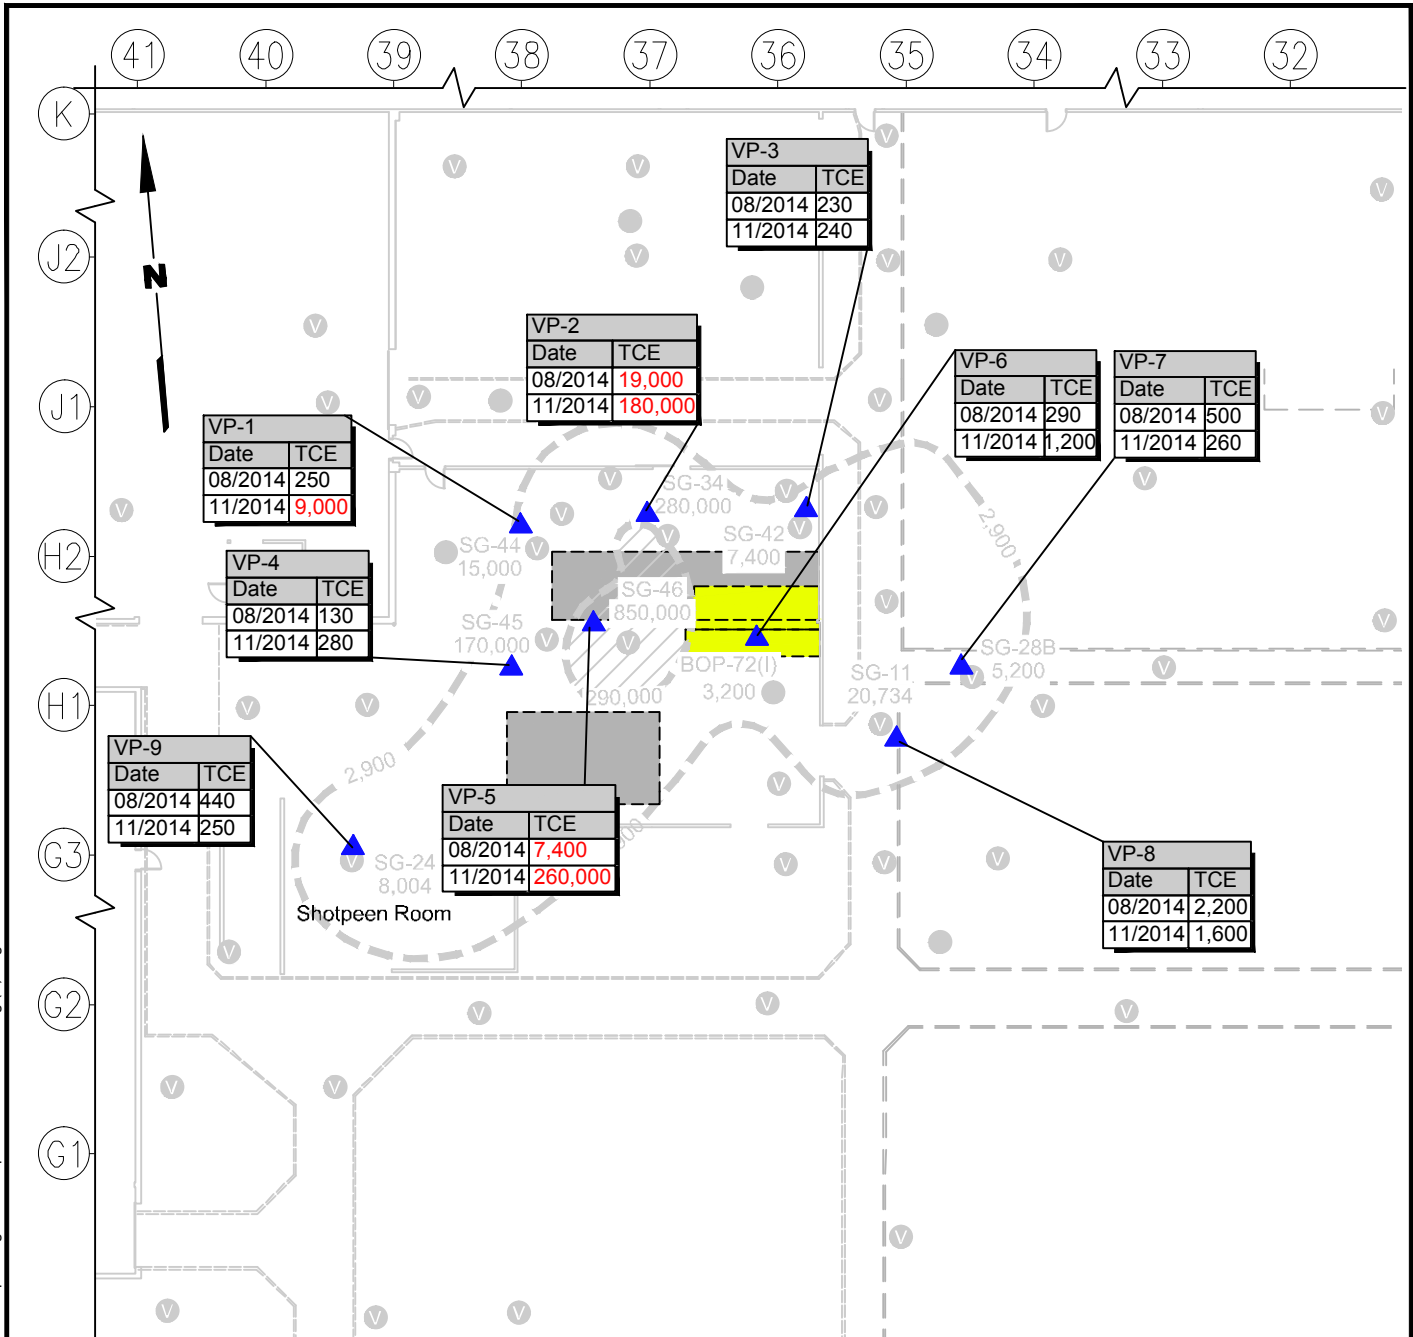 41 40 39 38 37 36 35 34 33 32
K
J2
J1
H2
H1
G3
G2
G1
N
VP-3
Date TCE
08/2014 230
11/2014 240
VP-2
Date TCE
08/2014 19,000
11/2014 180,000
VP-6
Date TCE
08/2014 290
11/2014 1,200
VP-7
Date TCE
08/2014 500
11/2014 260
VP-1
Date TCE
08/2014 250
11/2014 9,000
VP-4
Date TCE
08/2014 130
11/2014 280
VP-9
Date TCE
08/2014 440
11/2014 250
VP-5
Date TCE
08/2014 7,400
11/2014 260,000
VP-8
Date TCE
08/2014 2,200
11/2014 1,600
SG-34
280,000
SG-42
7,400
SG-44
15,000
SG-46
850,000
SG-45
170,000
BOP-72(I)
3,200
290,000
SG-11
20,734
SG-28B
5,200
2,900
2,900
SG-24
8,004
Shotpeen Room